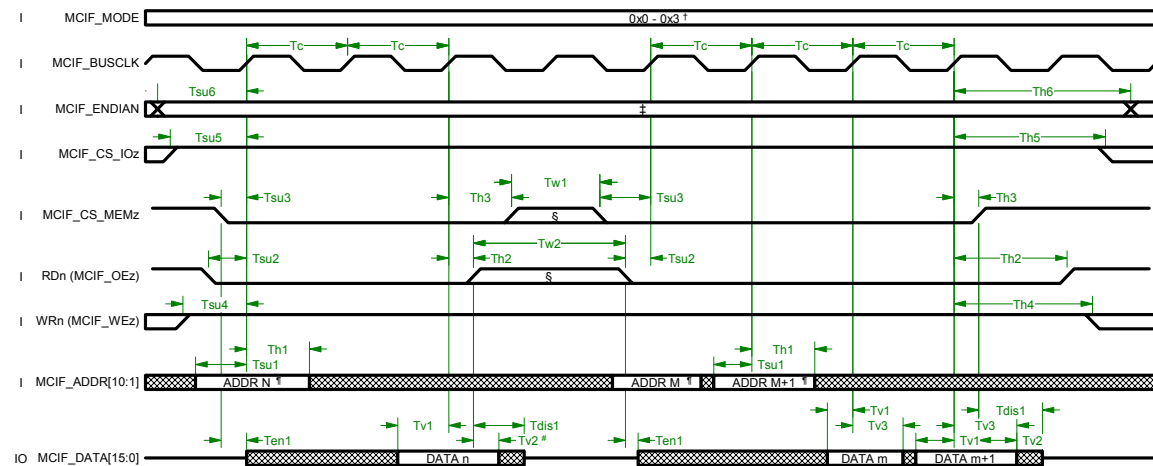 I MCIF_MODE 0x0 - 0x3 †
Tc Tc Tc Tc Tc
I MCIF_BUSCLK
Tsu6 Th6
I MCIF_ENDIAN ‡
Tsu5 Th5
I MCIF_CS_IOz
Tw1
Tsu3 Th3 Tsu3 Th3
I MCIF_CS_MEMz §
Tw2
Tsu2 Th2 Tsu2 Th2
I RDn (MCIF_OEz) §
Tsu4 Th4
I WRn (MCIF_WEz)
Th1 Th1
Tsu1 Tsu1
I MCIF_ADDR[10:1] ADDR N ¶ ADDR M ¶ ADDR M+1 ¶
Tv1 Tdis1 Tv1 Tdis1
Tv3 Tv3
Ten1 Tv2 # Ten1 Tv1 Tv2
IO MCIF_DATA[15:0] DATA n DATA m DATA m+1